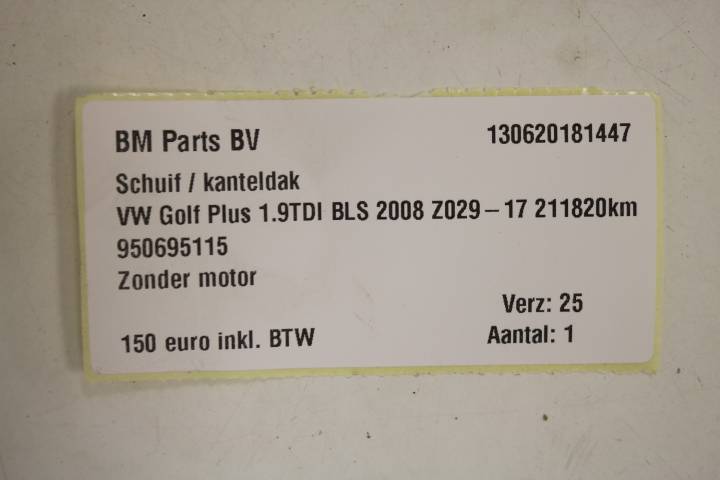 BM Parts BV 130620181447
Schuif / kanteldak
VW Golf Plus 1.9TDI BLS 2008 Z029-17 211820km
950695115
Zonder motor
Verz: 25
150 euro inkl. BTW Aantal: 1